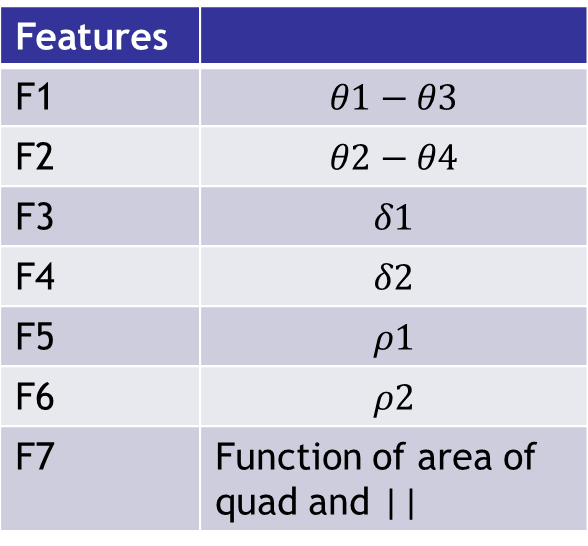 Features
F1 θ1 − θ3
F2 θ2 − θ4
F3 δ1
F4 δ2
F5 ρ1
F6 ρ2
F7 Function of area of
quad and ||